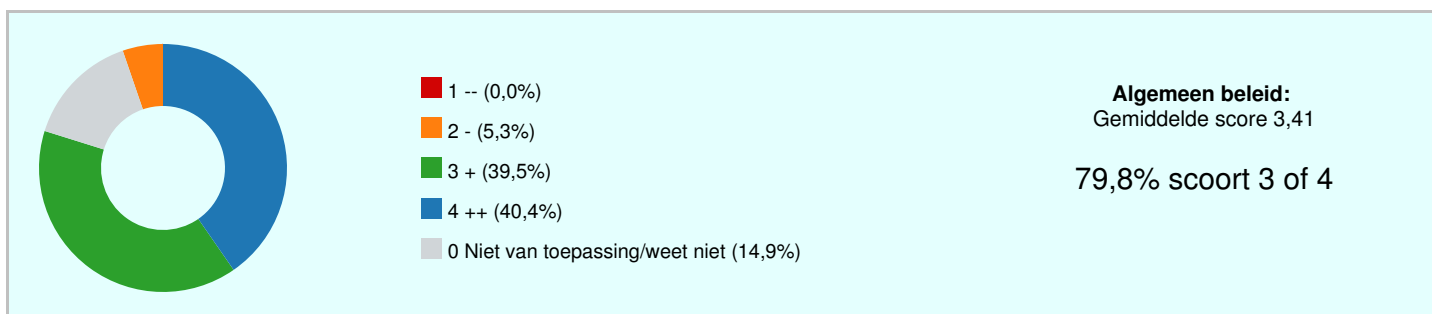 1 -- (0,0%)
2 - (5,3%)
3 + (39,5%)
4 ++ (40,4%)
0 Niet van toepassing/weet niet (14,9%)
Algemeen beleid:
Gemiddelde score 3,41
79,8% scoort 3 of 4